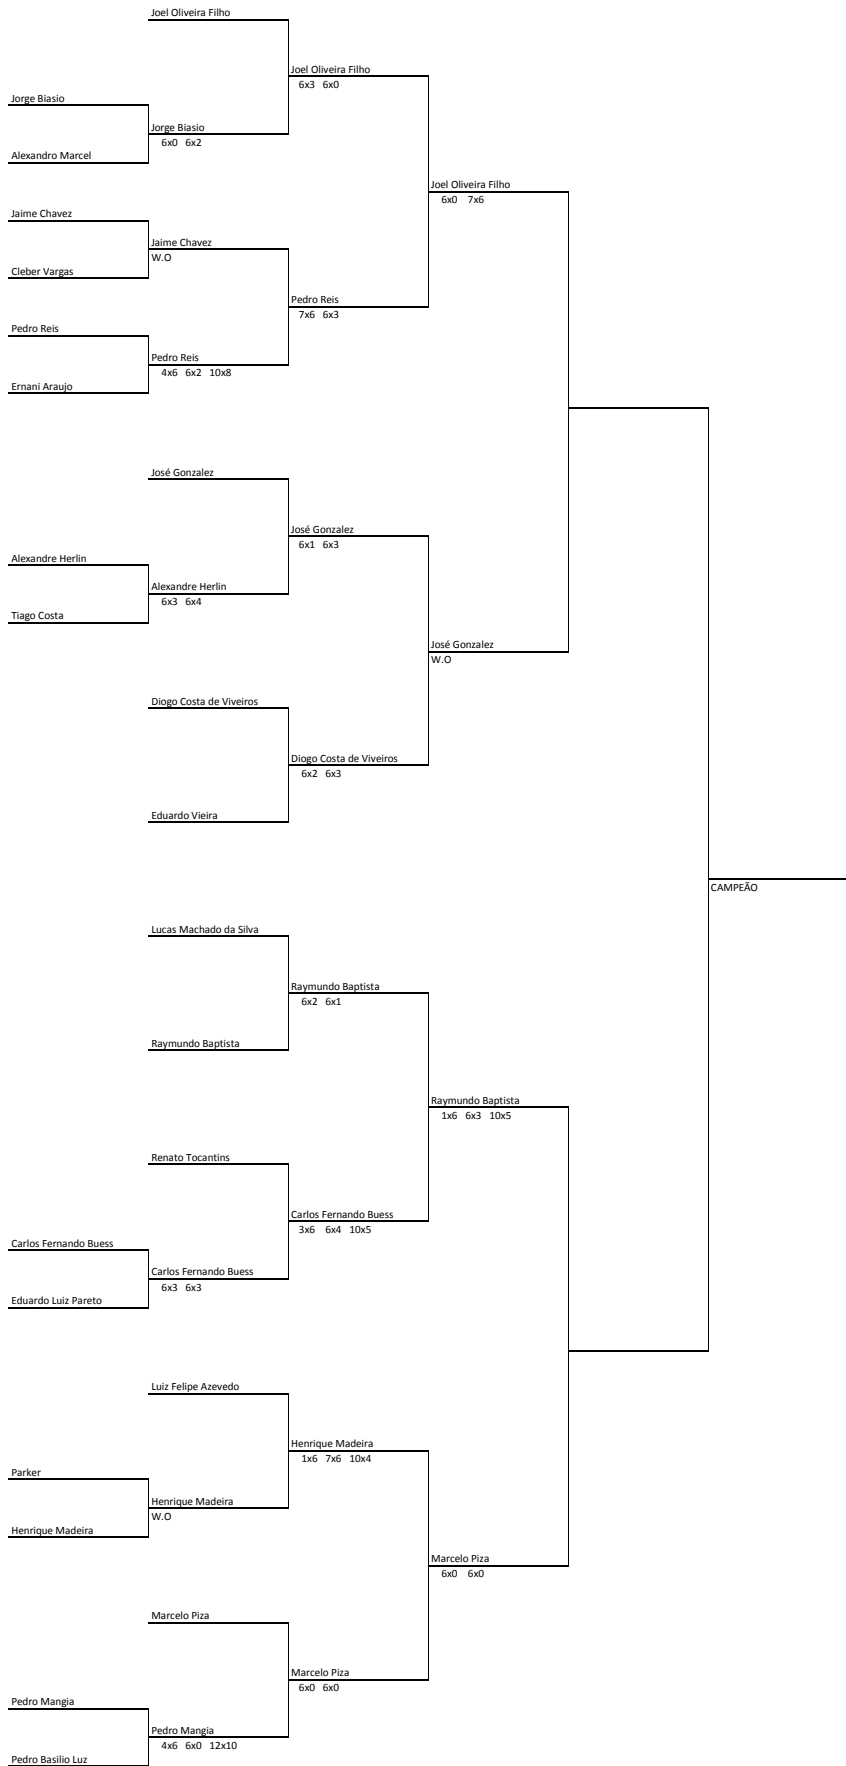 Joel Oliveira Filho
Joel Oliveira Filho
6x3 6x0
Jorge Biasio
Jorge Biasio
6x0 6x2
Alexandro Marcel
Joel Oliveira Filho
6x0 7x6
Jaime Chavez
Jaime Chavez
W.O
Cleber Vargas
Pedro Reis
7x6 6x3
Pedro Reis
Pedro Reis
4x6 6x2 10x8
Ernani Araujo
José Gonzalez
José Gonzalez
6x1 6x3
Alexandre Herlin
Alexandre Herlin
6x3 6x4
Tiago Costa
José Gonzalez
W.O
Diogo Costa de Viveiros
Diogo Costa de Viveiros
6x2 6x3
Eduardo Vieira
CAMPEÃO
Lucas Machado da Silva
Raymundo Baptista
6x2 6x1
Raymundo Baptista
Raymundo Baptista
1x6 6x3 10x5
Renato Tocantins
Carlos Fernando Buess
3x6 6x4 10x5
Carlos Fernando Buess
Carlos Fernando Buess
6x3 6x3
Eduardo Luiz Pareto
Luiz Felipe Azevedo
Henrique Madeira
1x6 7x6 10x4
Parker
Henrique Madeira
W.O
Henrique Madeira
Marcelo Piza
6x0 6x0
Marcelo Piza
Marcelo Piza
6x0 6x0
Pedro Mangia
Pedro Mangia
4x6 6x0 12x10
Pedro Basilio Luz